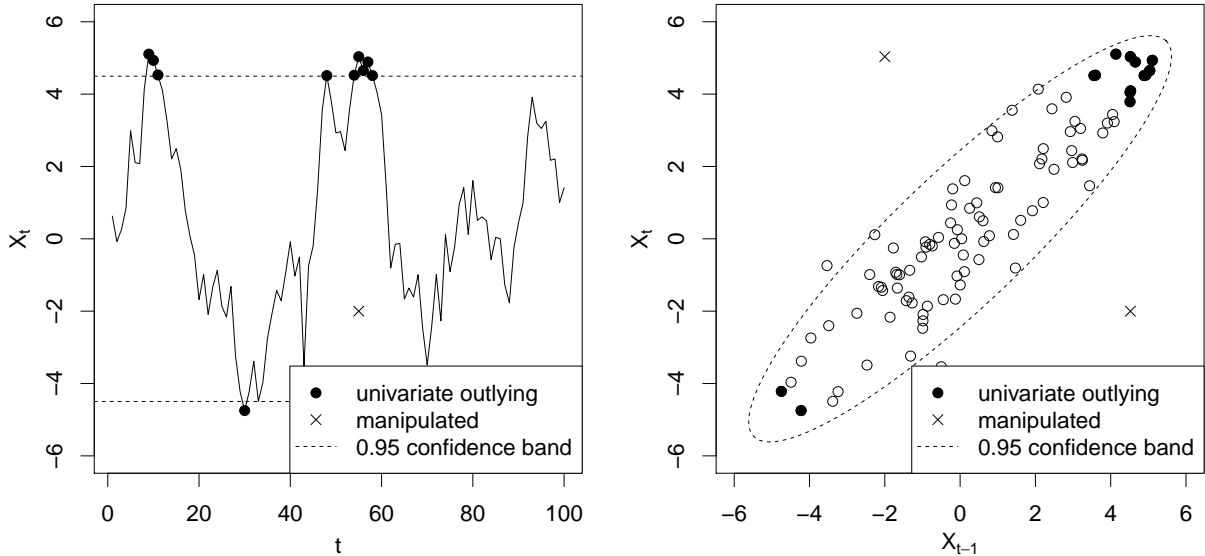 6
4
2
0
−2
−4
−6
X_t
0
20
40
60
80
100
t
univariate outlying
manipulated
0.95 confidence band
6
4
2
0
−2
−4
−6
X_t
−6
−4
−2
0
2
4
6
X_{t−1}
univariate outlying
manipulated
0.95 confidence band